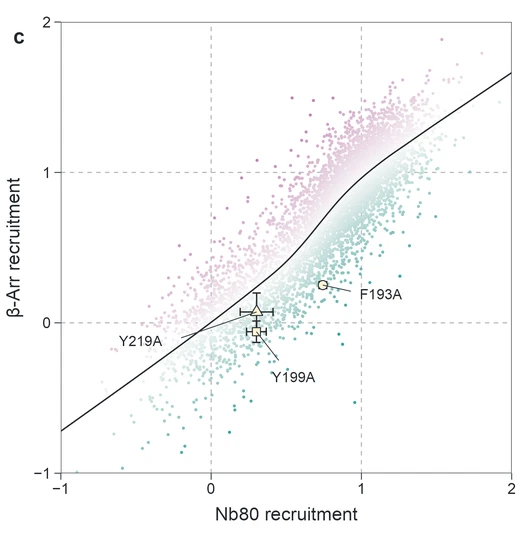 c
2
1
0
−1
β-Arr recruitment
F193A
Y219A
Y199A
−1
0
1
2
Nb80 recruitment